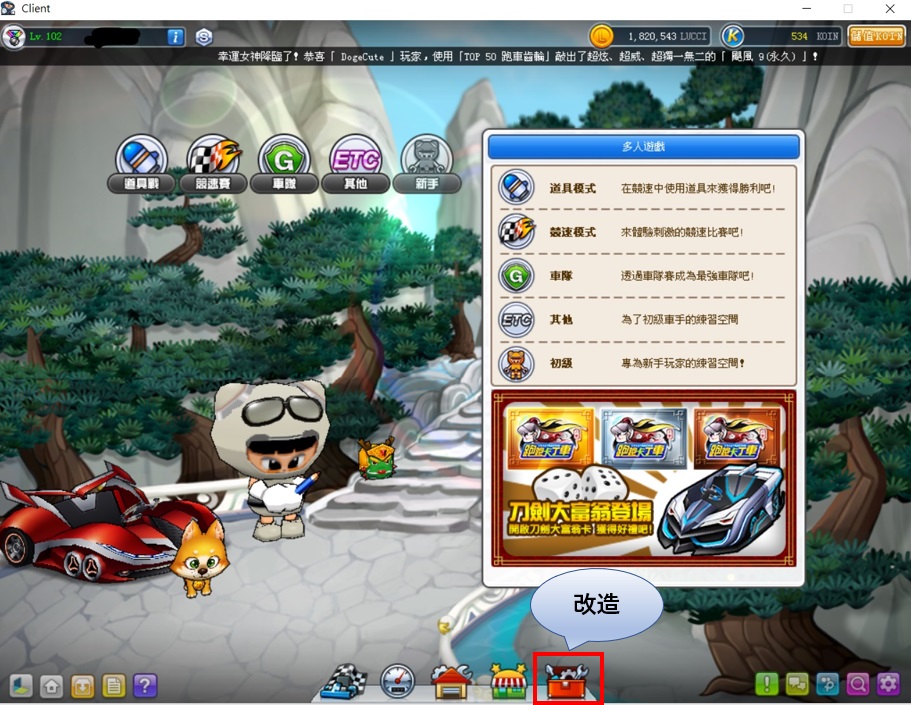 Client
Lv. 102
1,820,543 LUCCI
534 KOIN
儲值KOIN
幸運女神降臨了! 恭喜「 DogeCute 」玩家,使用「TOP 50 跑車齒輪」敲出了超炫、超威、超獨一無二的「 颶風 9(永久) 」!
道具戰
競速賽
車隊
ETC
其他
新手
多人遊戲
道具模式 在競速中使用道具來獲得勝利吧!
競速模式 來體驗刺激的競速比賽吧!
車隊 透過車隊賽成為最強車隊吧!
ETC 其他 為了初級車手的練習空間
初級 專為新手玩家的練習空間!
跑跑卡丁車 跑跑卡丁車 跑跑卡丁車
刀劍大富翁登場
開啟刀劍大富翁卡!獲得好禮吧!
改造